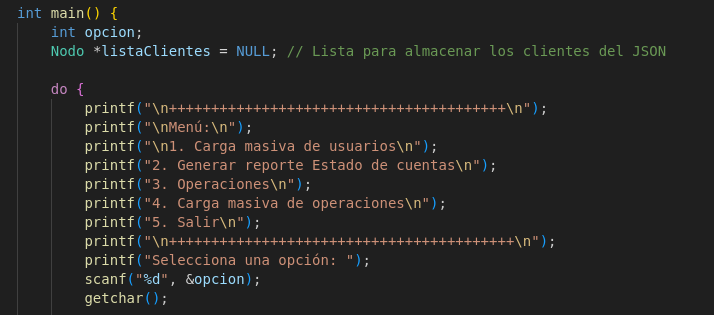 int main() {
    int opcion;
    Nodo *listaClientes = NULL; // Lista para almacenar los clientes del JSON

    do {
        printf("\n++++++++++++++++++++++++++++++++++++++++\n");
        printf("\nMenú:\n");
        printf("\n1. Carga masiva de usuarios\n");
        printf("2. Generar reporte Estado de cuentas\n");
        printf("3. Operaciones\n");
        printf("4. Carga masiva de operaciones\n");
        printf("5. Salir\n");
        printf("\n+++++++++++++++++++++++++++++++++++++++++\n");
        printf("Selecciona una opción: ");
        scanf("%d", &opcion);
        getchar();